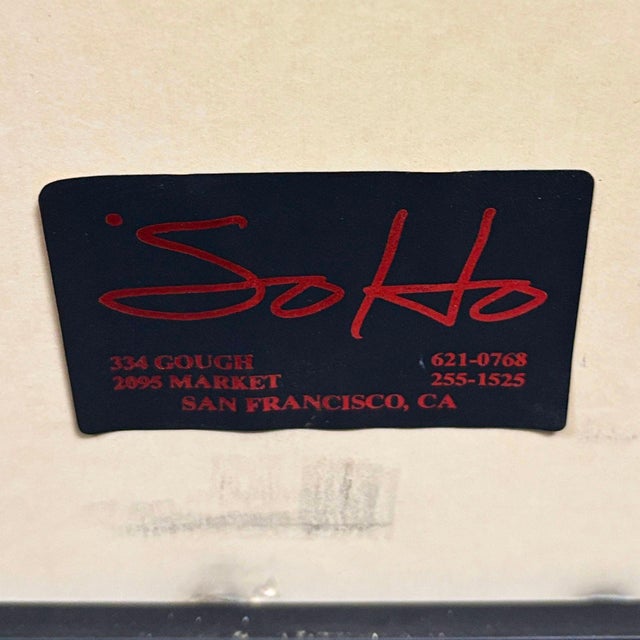 SoHo
334 GOUGH 621-0768
2095 MARKET 255-1525
SAN FRANCISCO, CA